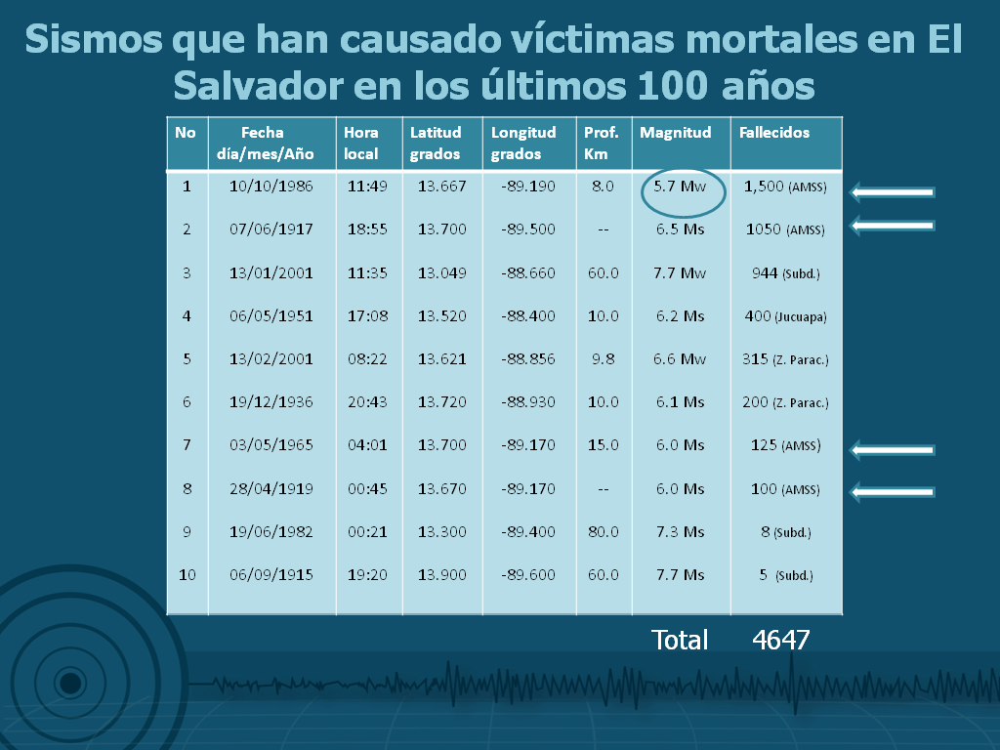 Sismos que han causado víctimas mortales en El
Salvador en los últimos 100 años
No Fecha día/mes/Año Hora local Latitud grados Longitud grados Prof. Km Magnitud Fallecidos
1 10/10/1986 11:49 13.667 -89.190 8.0 5.7 Mw 1,500 (AMSS)
2 07/06/1917 18:55 13.700 -89.500 -- 6.5 Ms 1050 (AMSS)
3 13/01/2001 11:35 13.049 -88.660 60.0 7.7 Mw 944 (Subd.)
4 06/05/1951 17:08 13.520 -88.400 10.0 6.2 Ms 400 (Jucuapa)
5 13/02/2001 08:22 13.621 -88.856 9.8 6.6 Mw 315 (Z. Parac.)
6 19/12/1936 20:43 13.720 -88.930 10.0 6.1 Ms 200 (Z. Parac.)
7 03/05/1965 04:01 13.700 -89.170 15.0 6.0 Ms 125 (AMSS)
8 28/04/1919 00:45 13.670 -89.170 -- 6.0 Ms 100 (AMSS)
9 19/06/1982 00:21 13.300 -89.400 80.0 7.3 Ms 8 (Subd.)
10 06/09/1915 19:20 13.900 -89.600 60.0 7.7 Ms 5 (Subd.)
Total 4647